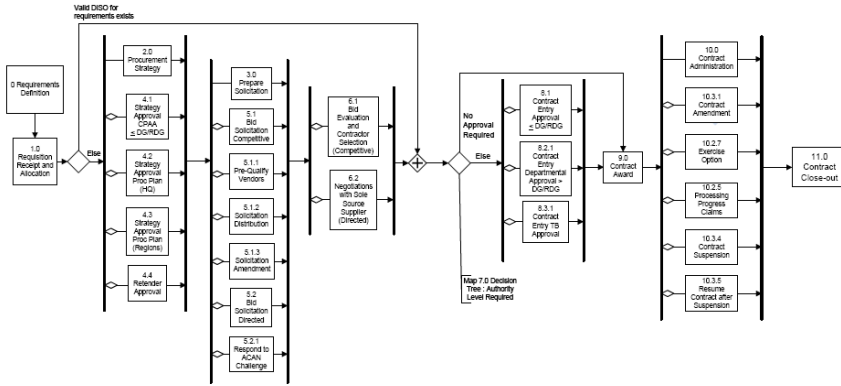 Valid DISO for
requirements exists
0 Requirements
Definition
1.0
Requisition
Receipt and
Allocation
Else
2.0
Procurement
Strategy
4.1
Strategy
Approval
CPAA
≤ DG/RDG
4.2
Strategy
Approval
Proc Plan
(HQ)
4.3
Strategy
Approval
Proc Plan
(Regions)
4.4
Retender
Approval
3.0
Prepare
Solicitation
5.1
Bid
Solicitation
Competitive
5.1.1
Pre-Qualify
Vendors
5.1.2
Solicitation
Distribution
5.1.3
Solicitation
Amendment
5.2
Bid
Solicitation
Directed
5.2.1
Respond to
ACAN
Challenge
6.1
Bid
Evaluation
and
Contractor
Selection
(Competitive)
6.2
Negotiations
with Sole
Source
Supplier
(Directed)
No
Approval
Required
Else
Map 7.0 Decision
Tree : Authority
Level Required
8.1
Contract
Entry
Approval
≤ DG/RDG
8.2.1
Contract
Entry
Departmental
Approval >
DG/RDG
8.3.1
Contract
Entry TB
Approval
9.0
Contract
Award
10.0
Contract
Administration
10.3.1
Contract
Amendment
10.2.7
Exercise
Option
10.2.5
Processing
Progress
Claims
10.3.4
Contract
Suspension
10.3.5
Resume
Contract after
Suspension
11.0
Contract
Close-out